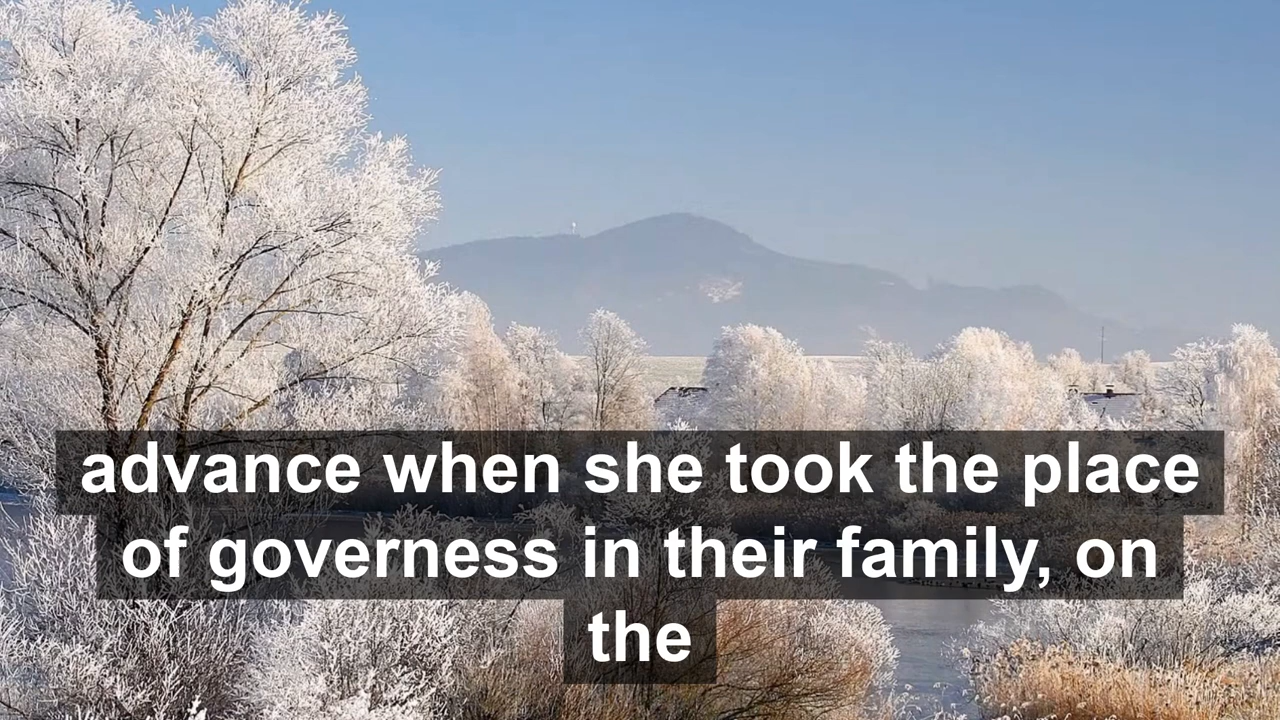 advance when she took the place
of governess in their family, on
the